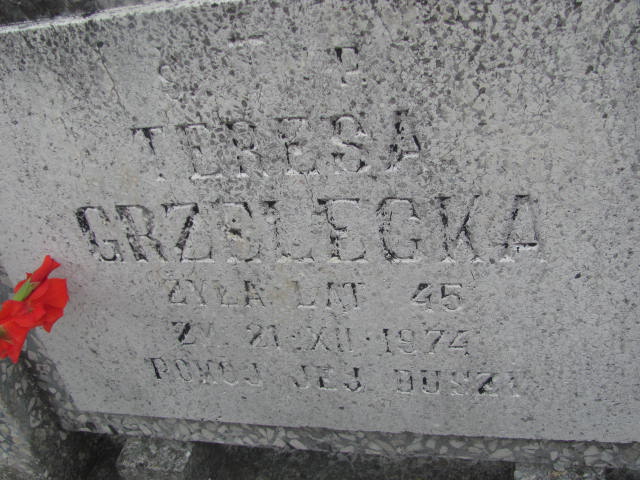 Ś P
TERESA
GRZELECKA
ŻYŁA LAT 45
ZM. 21.XII.1974
POKÓJ JEJ DUSZY